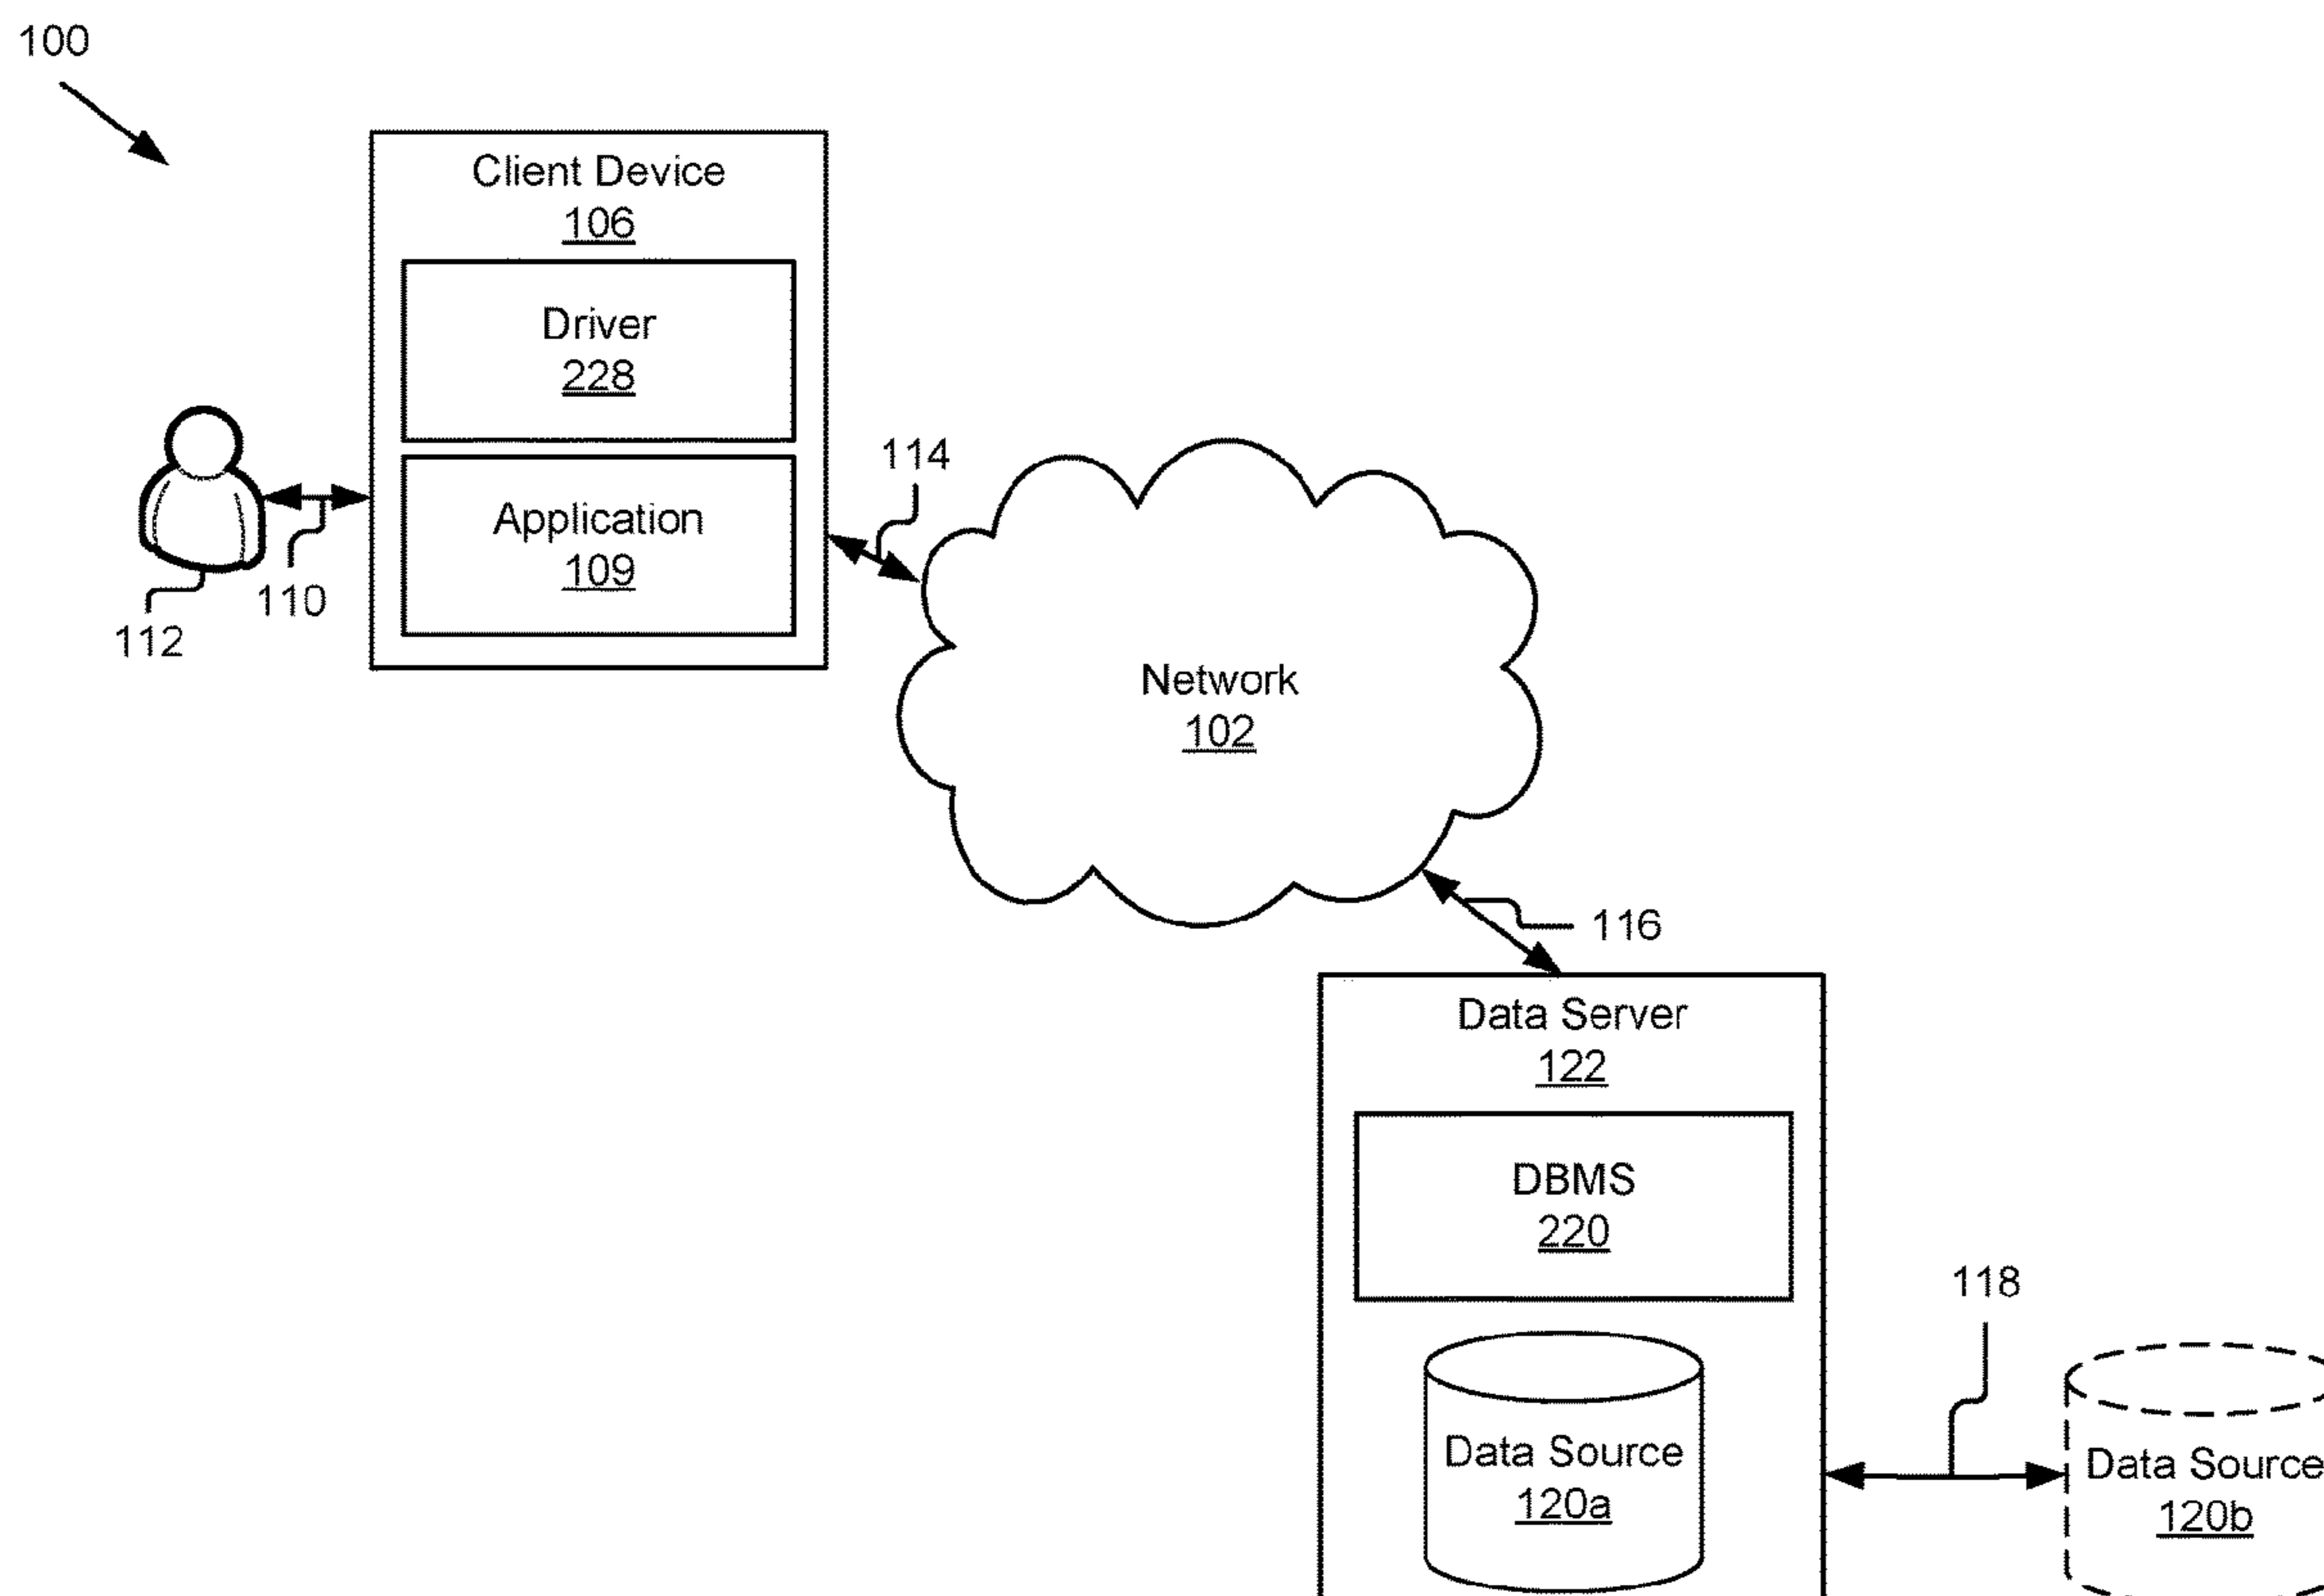 100
Client Device
106
Driver
228
Application
109
110
112
114
Network
102
116
Data Server
122
DBMS
220
Data Source
120a
118
Data Source
120b